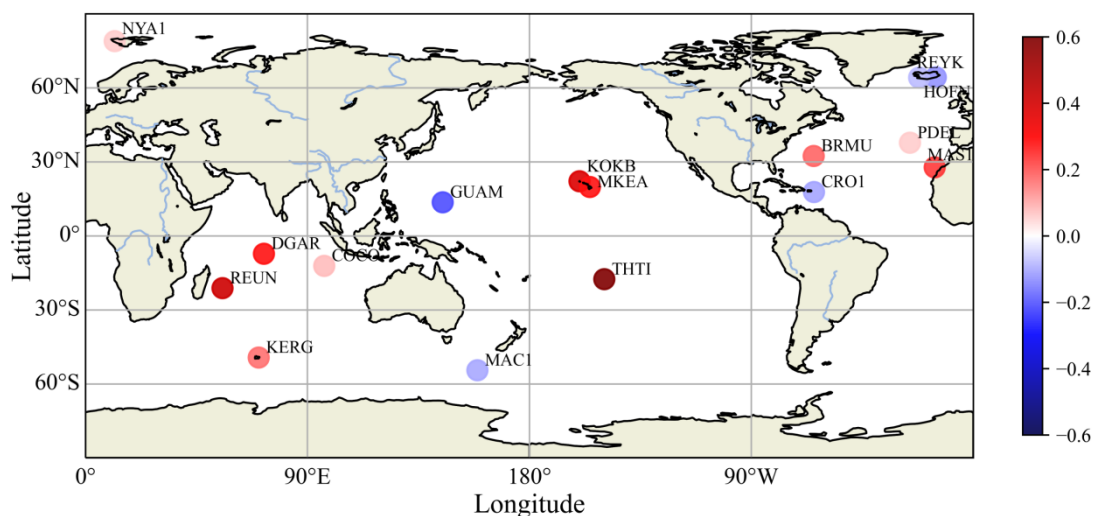 NYA1
REYK
HOFN
PDEL
MAS1
BRMU
CRO1
KOKB
MKEA
GUAM
DGAR
COCO
REUN
THTI
KERG
MAC1
60°N
30°N
0°
30°S
60°S
Latitude
0°
90°E
180°
90°W
Longitude
0.6
0.4
0.2
0.0
−0.2
−0.4
−0.6